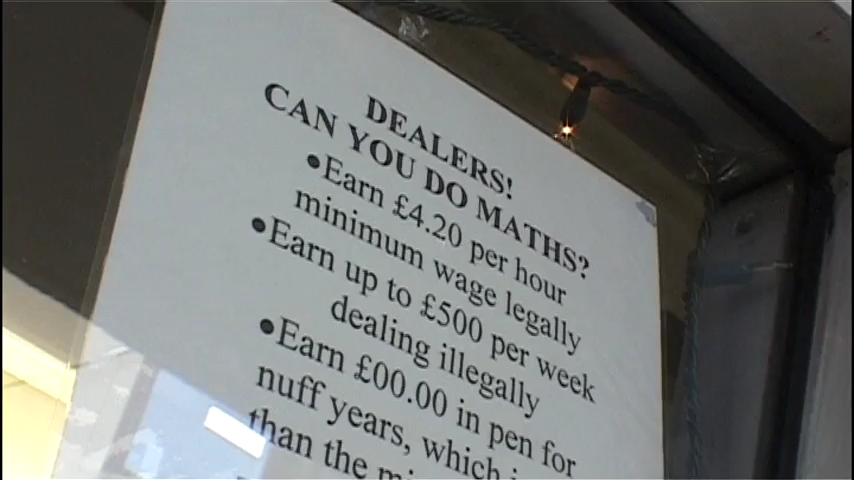 DEALERS!
CAN YOU DO MATHS?
•Earn £4.20 per hour
minimum wage legally
•Earn up to £500 per week
dealing illegally
•Earn £00.00 in pen for
nuff years, which
than the